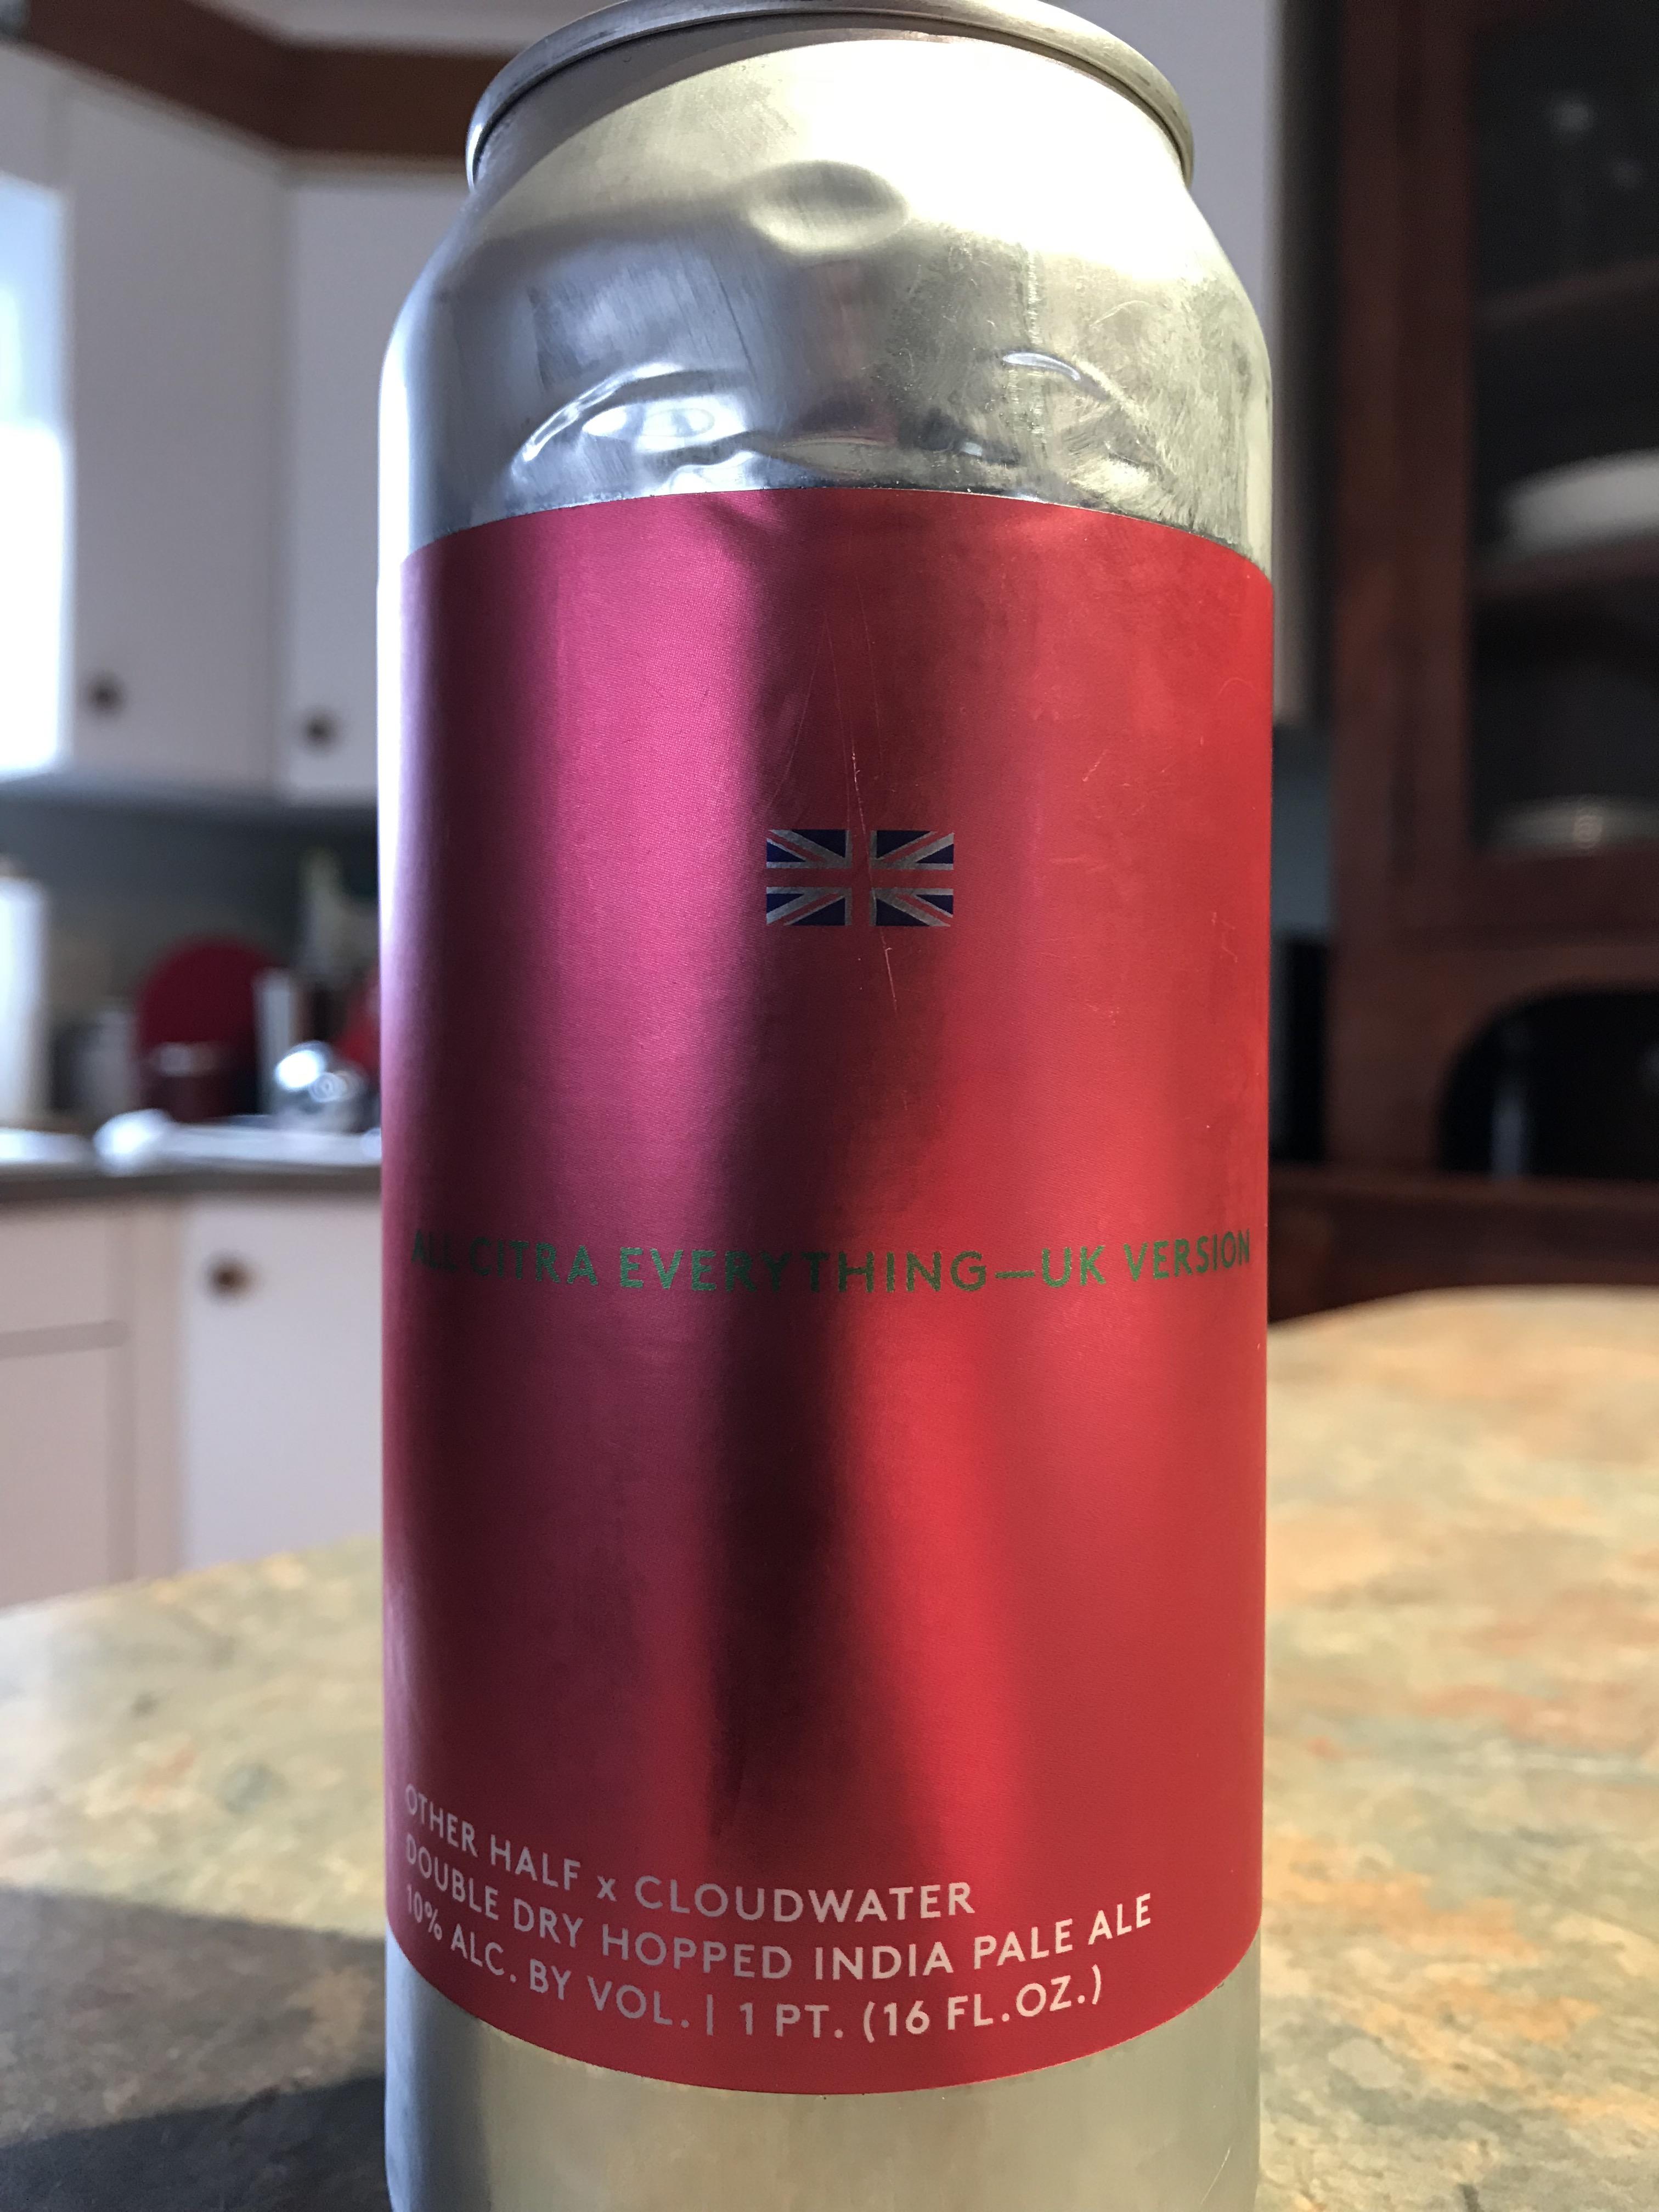 ALL CITRA EVERYTHING—UK VERSION
OTHER HALF x CLOUDWATER
DOUBLE DRY HOPPED INDIA PALE ALE
10% ALC. BY VOL. | 1 PT. (16 FL.OZ.)